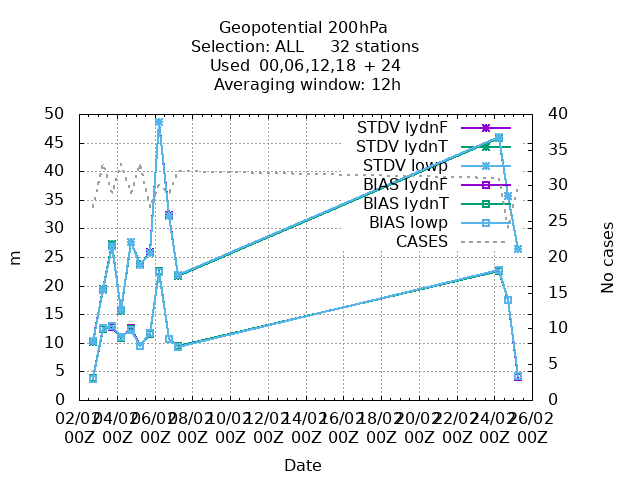 Geopotential 200hPa
Selection: ALL     32 stations
Used  00,06,12,18 + 24
Averaging window: 12h
STDV lydnF
STDV lydnT
STDV lowp
BIAS lydnF
BIAS lydnT
BIAS lowp
CASES
50
45
40
35
30
25
20
15
10
5
0
m
40
35
30
25
20
15
10
5
0
No cases
02/02 04/02 06/02 08/02 10/02 12/02 14/02 16/02 18/02 20/02 22/02 24/02 26/02
00Z 00Z 00Z 00Z 00Z 00Z 00Z 00Z 00Z 00Z 00Z 00Z 00Z
Date